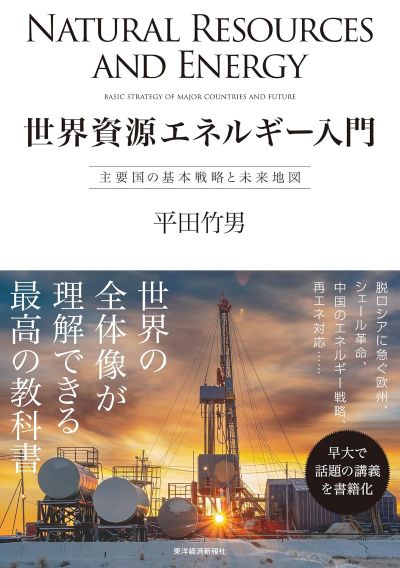 NATURAL RESOURCES
AND ENERGY
BASIC STRATEGY OF MAJOR COUNTRIES AND FUTURE
世界資源エネルギー入門
主要国の基本戦略と未来地図
平田竹男
世界の
全体像が
理解できる
最高の教科書
脱ロシアに急ぐ欧州、
シェール革命、
中国のエネルギー戦略、
再エネ対応……
早大で
話題の講義
を書籍化
東洋経済新報社